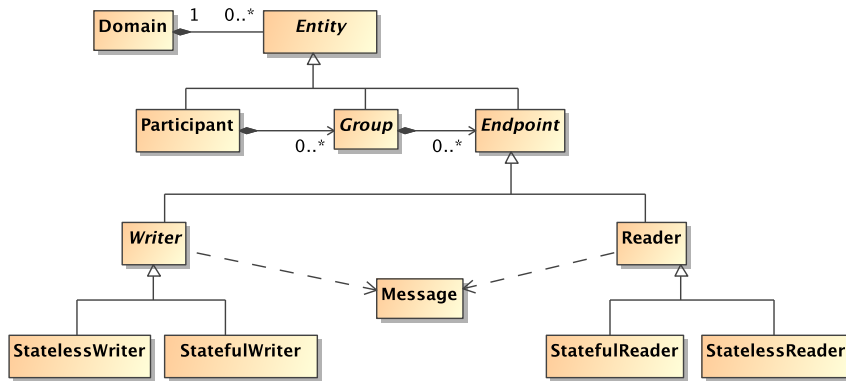 Domain 1 0..* Entity
Participant Group Endpoint
0..* 0..*
Writer Reader
Message
StatelessWriter StatefulWriter StatefulReader StatelessReader